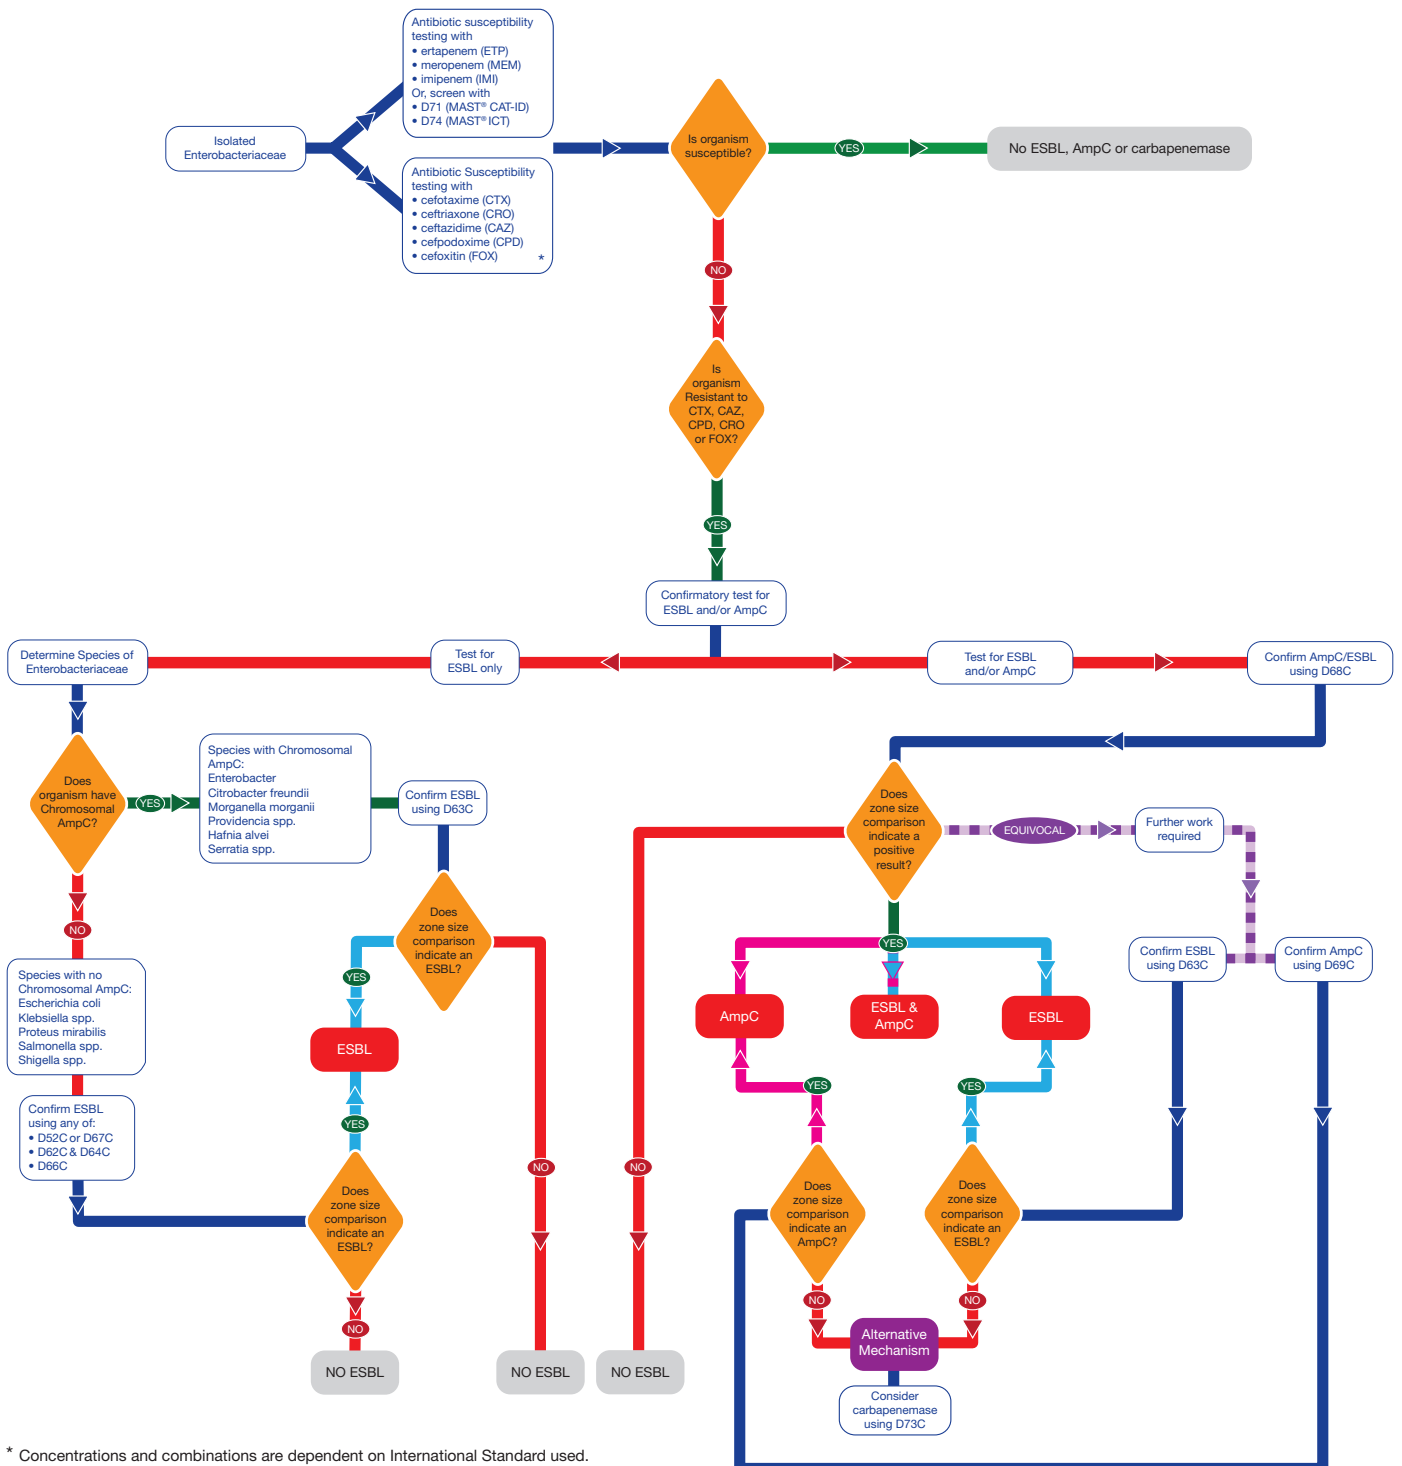 Antibiotic susceptibility
testing with
• ertapenem (ETP)
• meropenem (MEM)
• imipenem (IMI)
Or, screen with
• D71 (MAST® CAT-ID)
• D74 (MAST® ICT)
Isolated
Enterobacteriaceae
Antibiotic Susceptibility
testing with
• cefotaxime (CTX)
• ceftriaxone (CRO)
• ceftazidime (CAZ)
• cefpodoxime (CPD)
• cefoxitin (FOX) *
Is organism
susceptible?
YES
No ESBL, AmpC or carbapenemase
NO
Is
organism
Resistant to
CTX, CAZ,
CPD, CRO
or FOX?
YES
Confirmatory test for
ESBL and/or AmpC
Determine Species of
Enterobacteriaceae
Test for
ESBL only
Test for ESBL
and/or AmpC
Confirm AmpC/ESBL
using D68C
Does
organism have
Chromosomal
AmpC?
YES
Species with Chromosomal
AmpC:
Enterobacter
Citrobacter freundii
Morganella morganii
Providencia spp.
Hafnia alvei
Serratia spp.
Confirm ESBL
using D63C
Does
zone size
comparison
indicate a
positive
result?
EQUIVOCAL
Further work
required
NO
Does
zone size
comparison
indicate an
ESBL?
YES
YES
Confirm ESBL
using D63C
Confirm AmpC
using D69C
Species with no
Chromosomal AmpC:
Escherichia coli
Klebsiella spp.
Proteus mirabilis
Salmonella spp.
Shigella spp.
ESBL
AmpC
ESBL &
AmpC
ESBL
Confirm ESBL
using any of:
• D52C or D67C
• D62C & D64C
• D66C
YES
YES
YES
NO
NO
Does
zone size
comparison
indicate an
ESBL?
Does
zone size
comparison
indicate an
AmpC?
Does
zone size
comparison
indicate an
ESBL?
NO
NO
NO
Alternative
Mechanism
NO ESBL
NO ESBL
NO ESBL
Consider
carbapenemase
using D73C
* Concentrations and combinations are dependent on International Standard used.